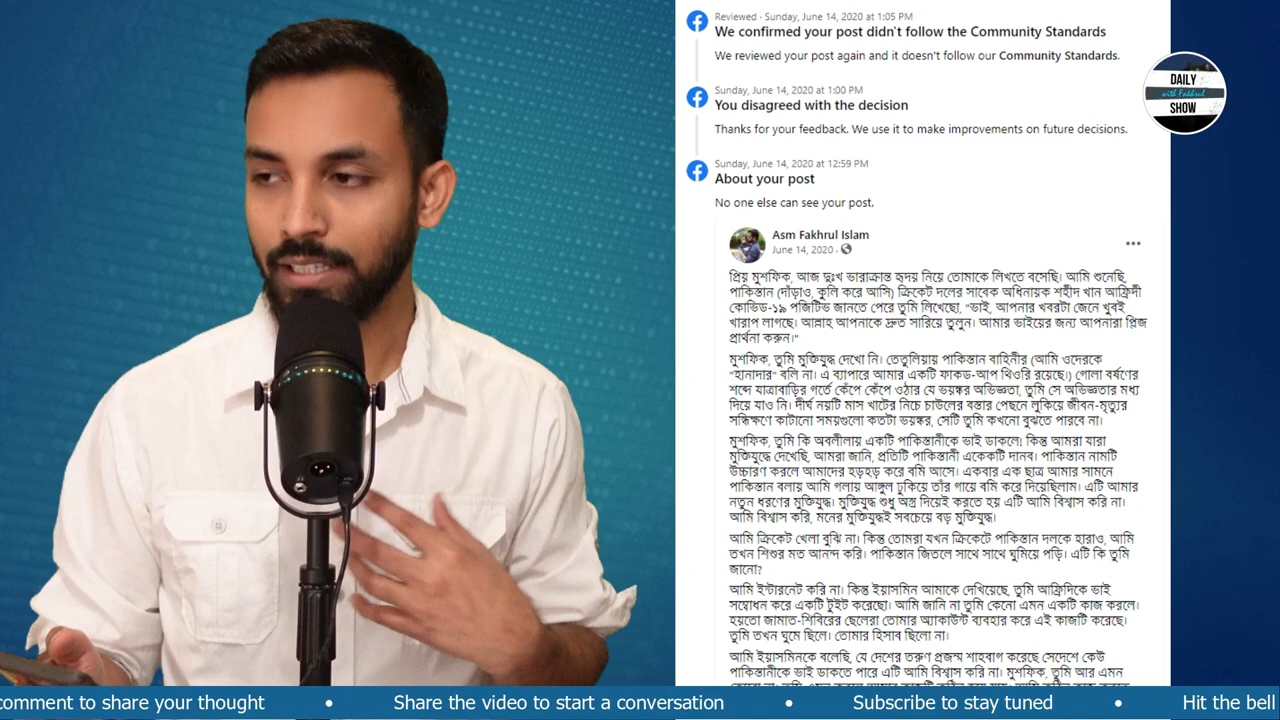 Reviewed · Sunday, June 14, 2020 at 1:05 PM
We confirmed your post didn't follow the Community Standards
We reviewed your post again and it doesn't follow our Community Standards.
Sunday, June 14, 2020 at 1:00 PM
You disagreed with the decision
Thanks for your feedback. We use it to make improvements on future decisions.
Sunday, June 14, 2020 at 12:59 PM
About your post
No one else can see your post.
Asm Fakhrul Islam
June 14, 2020 ·
প্রিয় মুশফিক, আজ দুঃখ ভারাক্রান্ত হৃদয় নিয়ে তোমাকে লিখতে বসেছি। আমি শুনেছি,
পাকিস্তান (দাঁড়াও, কুলি করে আসি) ক্রিকেট দলের সাবেক অধিনায়ক শহীদ খান আফ্রিদী
কোভিড-১৯ পজিটিভ জানতে পেরে তুমি লিখেছো, "ভাই, আপনার খবরটা জেনে খুবই
খারাপ লাগছে। আল্লাহ আপনাকে দ্রুত সারিয়ে তুলুন। আমার ভাইয়ের জন্য আপনারা প্লিজ
প্রার্থনা করুন।"
মুশফিক, তুমি মুক্তিযুদ্ধ দেখো নি। তেতুলিয়ায় পাকিস্তান বাহিনীর (আমি ওদেরকে
"হানাদার" বলি না। এ ব্যাপারে আমার একটি ফাকড-আপ থিওরি রয়েছে।) গোলা বর্ষণের
শব্দে যাত্রাবাড়ির গর্তে কেঁপে কেঁপে ওঠার যে ভয়ঙ্কর অভিজ্ঞতা, তুমি সে অভিজ্ঞতার মধ্য
দিয়ে যাও নি। দীর্ঘ নয়টি মাস খাটের নিচে চাউলের বস্তার পেছনে লুকিয়ে জীবন-মৃত্যুর
সন্ধিক্ষণে কাটানো সময়গুলো কতটা ভয়ঙ্কর, সেটি তুমি কখনো বুঝতে পারবে না।
মুশফিক, তুমি কি অবলীলায় একটি পাকিস্তানীকে ভাই ডাকলে! কিন্তু আমরা যারা
মুক্তিযুদ্ধে দেখেছি, আমরা জানি, প্রতিটি পাকিস্তানী একেকটি দানব। পাকিস্তান নামটি
উচ্চারণ করলে আমাদের হড়হড় করে বমি আসে। একবার এক ছাত্র আমার সামনে
পাকিস্তান বলায় আমি গলায় আঙ্গুল ঢুকিয়ে তাঁর গায়ে বমি করে দিয়েছিলাম। এটি আমার
নতুন ধরণের মুক্তিযুদ্ধ। মুক্তিযুদ্ধ শুধু অস্ত্র দিয়েই করতে হয় এটি আমি বিশ্বাস করি না।
আমি বিশ্বাস করি, মনের মুক্তিযুদ্ধই সবচেয়ে বড় মুক্তিযুদ্ধ।
আমি ক্রিকেট খেলা বুঝি না। কিন্তু তোমরা যখন ক্রিকেটে পাকিস্তান দলকে হারাও, আমি
তখন শিশুর মত আনন্দ করি। পাকিস্তান জিতলে সাথে সাথে ঘুমিয়ে পড়ি। এটি কি তুমি
জানো?
আমি ইন্টারনেট করি না। কিন্তু ইয়াসমিন আমাকে দেখিয়েছে, তুমি আফ্রিদিকে ভাই
সম্বোধন করে একটি টুইট করেছো। আমি জানি না তুমি কেনো এমন একটি কাজ করলে।
হয়তো জামাত-শিবিরের ছেলেরা তোমার অ্যাকাউন্ট ব্যবহার করে এই কাজটি করেছে।
তুমি তখন ঘুমে ছিলে। তোমার হিসাব ছিলো না।
আমি ইয়াসমিনকে বলেছি, যে দেশের তরুণ প্রজন্ম শাহবাগ করেছে সেদেশে কেউ
পাকিস্তানীকে ভাই ডাকতে পারে এটি আমি বিশ্বাস করি না। মুশফিক, তুমি আর এমন
DAILY
with Fakhrul
SHOW
comment to share your thought • Share the video to start a conversation • Subscribe to stay tuned • Hit the bell